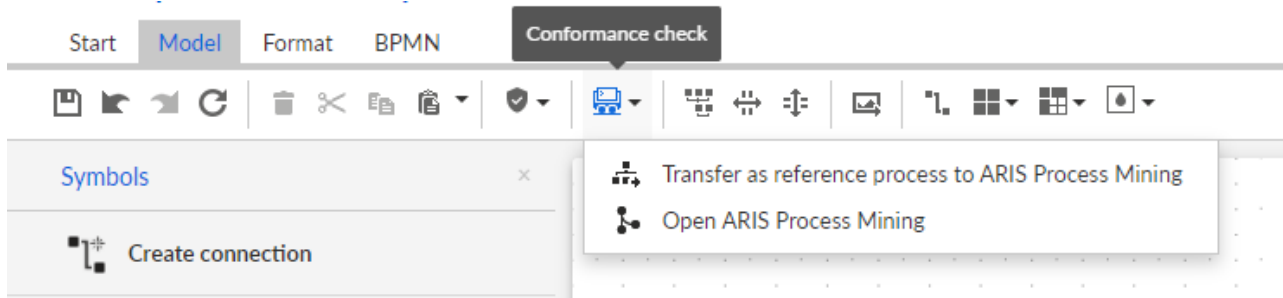 Conformance check
Start Model Format BPMN
Transfer as reference process to ARIS Process Mining
Open ARIS Process Mining
Symbols
Create connection